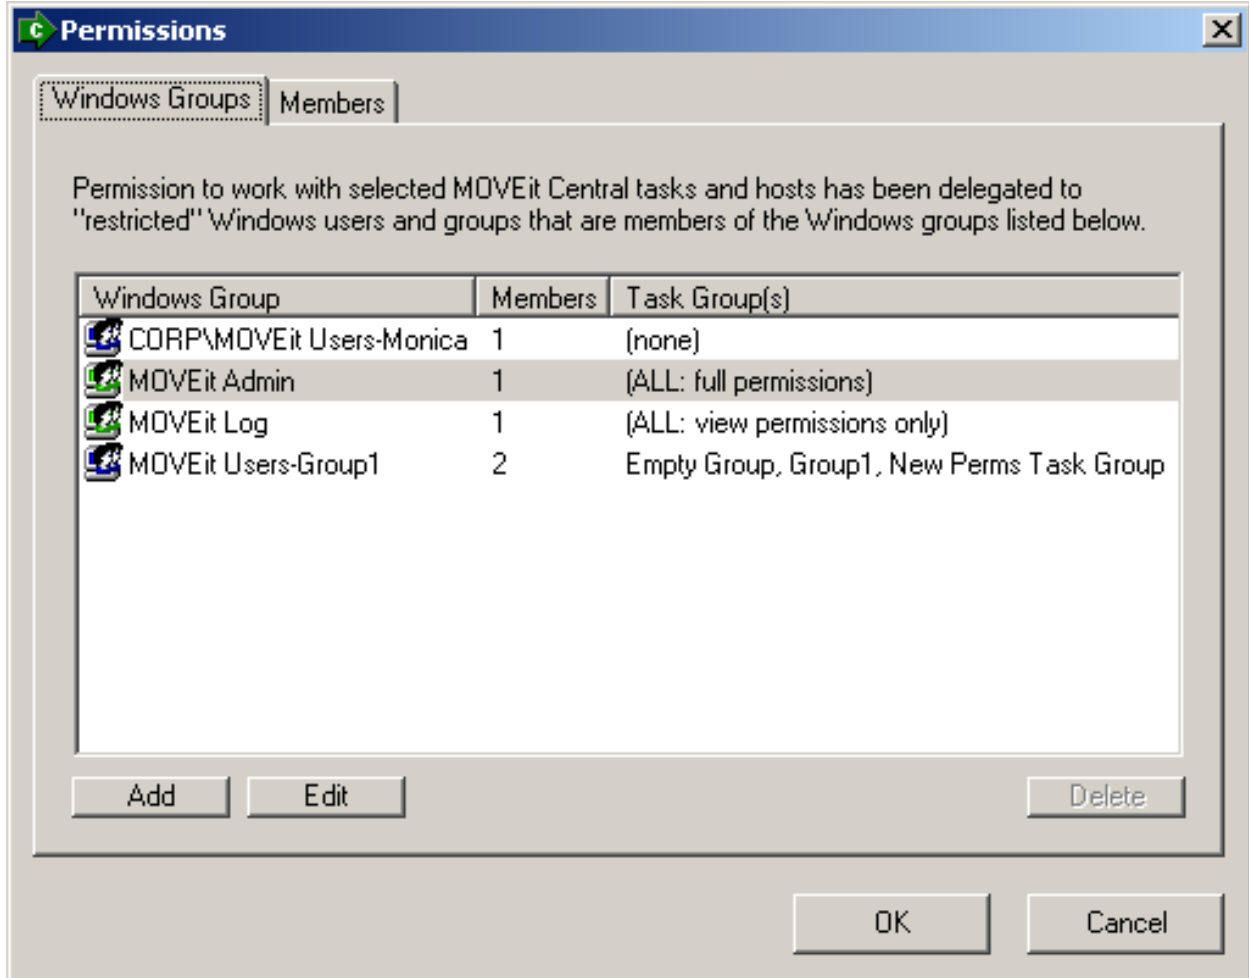 Permissions
Windows Groups Members
Permission to work with selected MOVEit Central tasks and hosts has been delegated to
"restricted" Windows users and groups that are members of the Windows groups listed below.
Windows Group Members Task Group(s)
CORP\MOVEit Users-Monica 1 (none)
MOVEit Admin 1 (ALL: full permissions)
MOVEit Log 1 (ALL: view permissions only)
MOVEit Users-Group1 2 Empty Group, Group1, New Perms Task Group
Add Edit Delete
OK Cancel